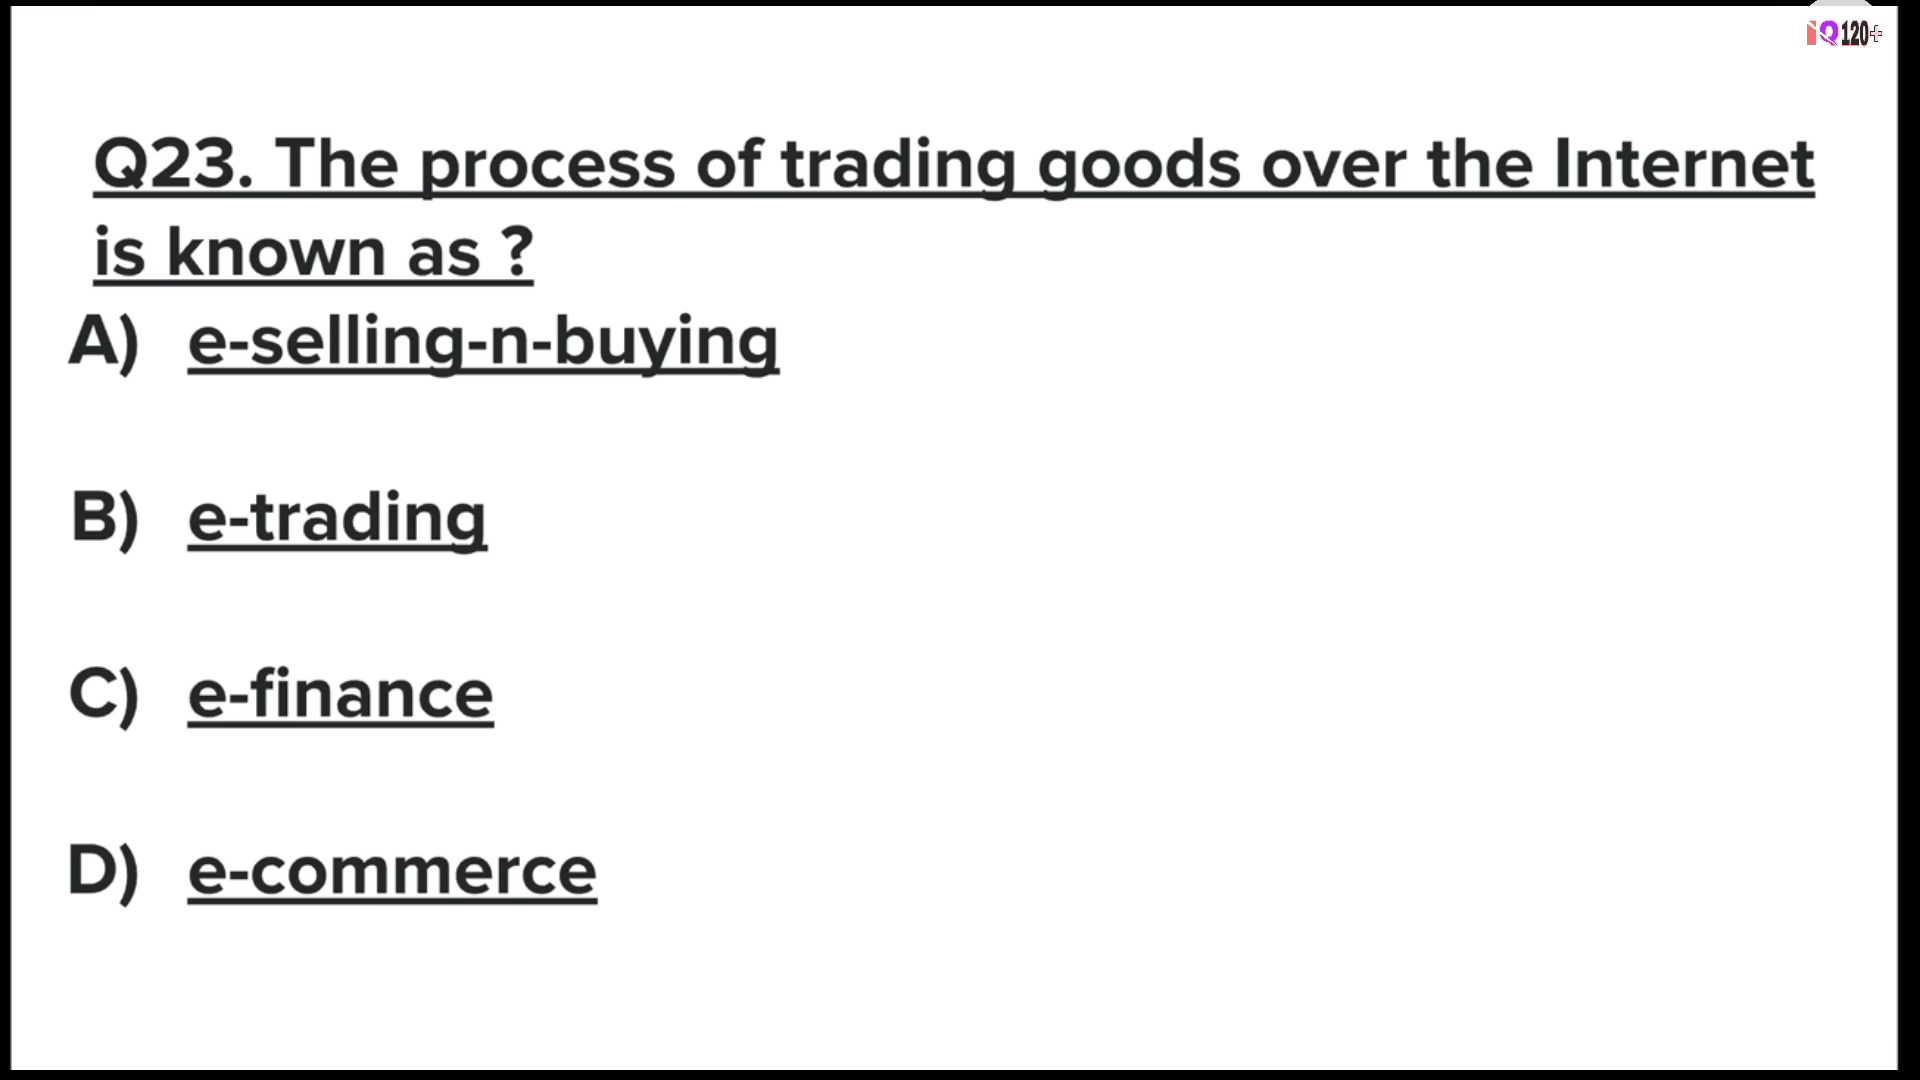 iQ120+
Q23. The process of trading goods over the Internet
is known as ?
A) e-selling-n-buying
B) e-trading
C) e-finance
D) e-commerce